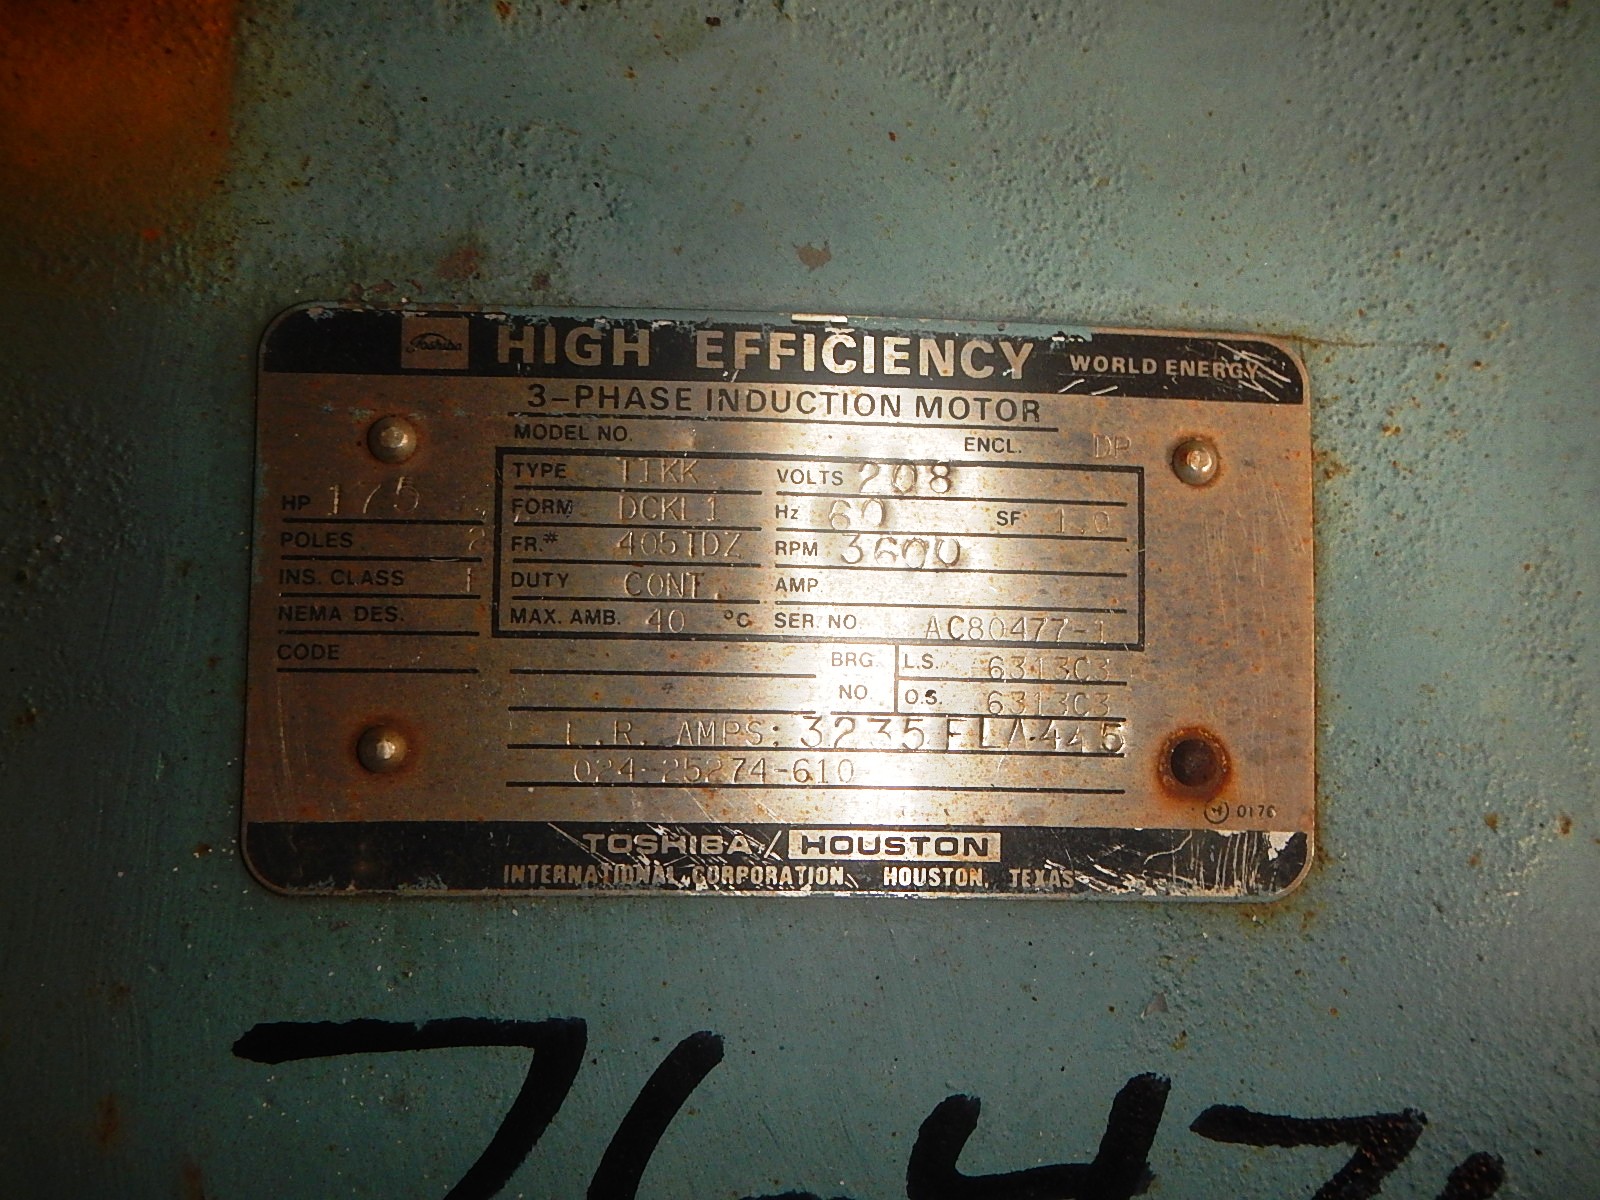 Toshiba HIGH EFFICIENCY WORLD ENERGY
3-PHASE INDUCTION MOTOR
MODEL NO. ENCL. DP
TYPE TIKK VOLTS 208
HP 175 FORM DCKL1 Hz 60 SF 1.0
POLES 2 FR.# 405TDZ RPM 3600
INS. CLASS DUTY CONT. AMP
NEMA DES. MAX. AMB. 40 °C SER. NO. AC80477-1
CODE BRG. L.S. 6313C3
NO. O.S. 6313C3
L.R. AMPS: 3235 FLA 445
024-25274-610
0176
TOSHIBA/HOUSTON
INTERNATIONAL CORPORATION HOUSTON, TEXAS